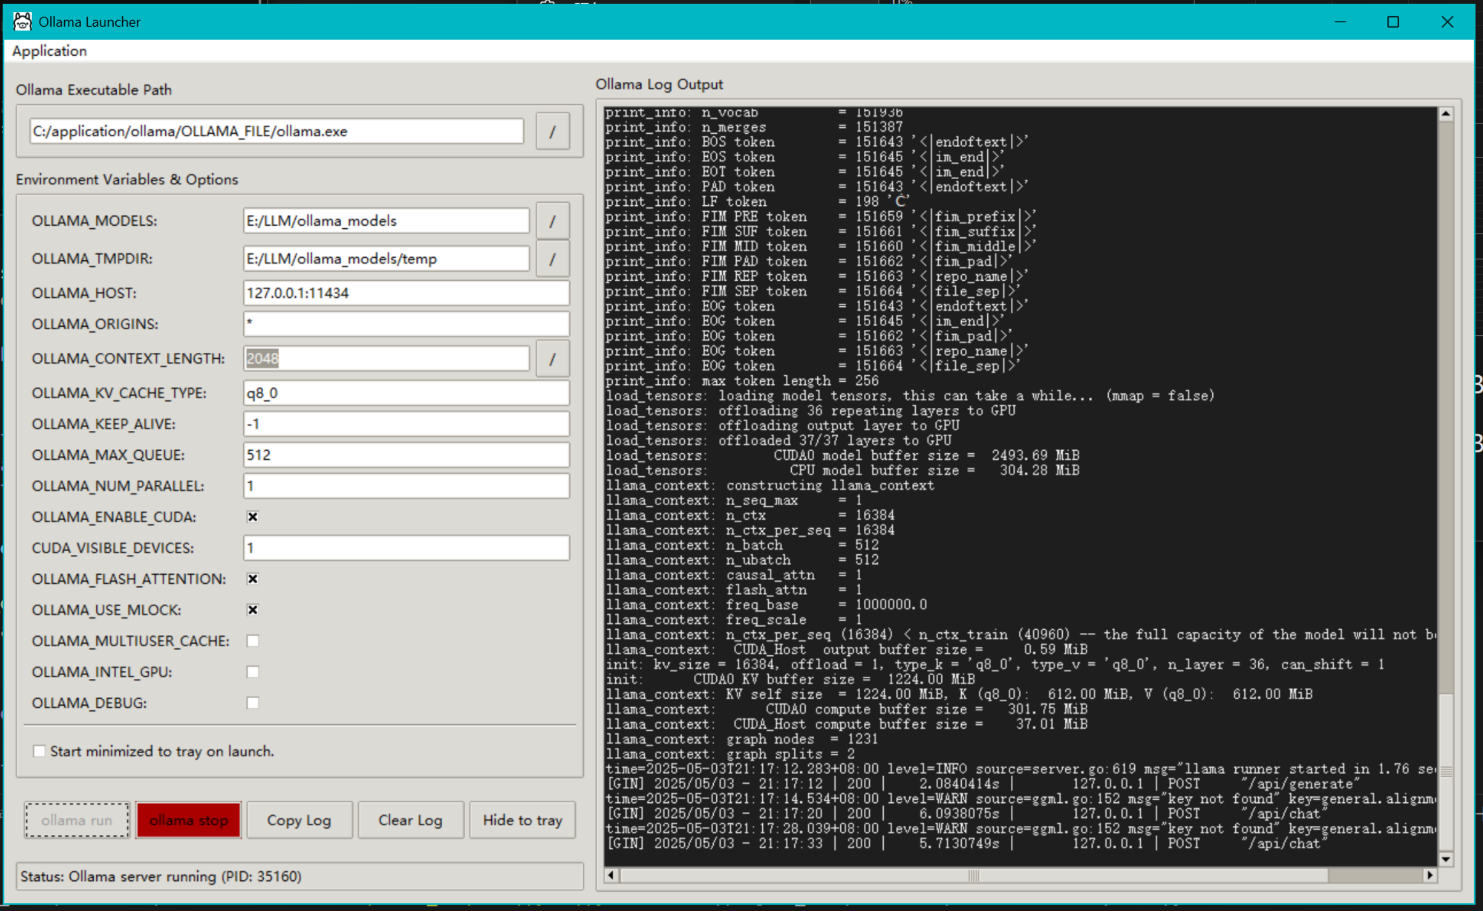 Ollama Launcher
Application
Ollama Executable Path
C:/application/ollama/OLLAMA_FILE/ollama.exe
/
Environment Variables & Options
OLLAMA_MODELS:
E:/LLM/ollama_models
/
OLLAMA_TMPDIR:
E:/LLM/ollama_models/temp
/
OLLAMA_HOST:
127.0.0.1:11434
OLLAMA_ORIGINS:
*
OLLAMA_CONTEXT_LENGTH:
2048
/
OLLAMA_KV_CACHE_TYPE:
q8_0
OLLAMA_KEEP_ALIVE:
-1
OLLAMA_MAX_QUEUE:
512
OLLAMA_NUM_PARALLEL:
1
OLLAMA_ENABLE_CUDA:
CUDA_VISIBLE_DEVICES:
1
OLLAMA_FLASH_ATTENTION:
OLLAMA_USE_MLOCK:
OLLAMA_MULTIUSER_CACHE:
OLLAMA_INTEL_GPU:
OLLAMA_DEBUG:
Start minimized to tray on launch.
ollama run
ollama stop
Copy Log
Clear Log
Hide to tray
Status: Ollama server running (PID: 35160)
Ollama Log Output
print_info: n_vocab = 151936
print_info: n_merges = 151387
print_info: BOS token = 151643 '<|endoftext|>'
print_info: EOS token = 151645 '<|im_end|>'
print_info: EOT token = 151645 '<|im_end|>'
print_info: PAD token = 151643 '<|endoftext|>'
print_info: LF token = 198 'Ċ'
print_info: FIM PRE token = 151659 '<|fim_prefix|>'
print_info: FIM SUF token = 151661 '<|fim_suffix|>'
print_info: FIM MID token = 151660 '<|fim_middle|>'
print_info: FIM PAD token = 151662 '<|fim_pad|>'
print_info: FIM REP token = 151663 '<|repo_name|>'
print_info: FIM SEP token = 151664 '<|file_sep|>'
print_info: EOG token = 151643 '<|endoftext|>'
print_info: EOG token = 151645 '<|im_end|>'
print_info: EOG token = 151662 '<|fim_pad|>'
print_info: EOG token = 151663 '<|repo_name|>'
print_info: EOG token = 151664 '<|file_sep|>'
print_info: max token length = 256
load_tensors: loading model tensors, this can take a while... (mmap = false)
load_tensors: offloading 36 repeating layers to GPU
load_tensors: offloading output layer to GPU
load_tensors: offloaded 37/37 layers to GPU
load_tensors: CUDA0 model buffer size = 2493.69 MiB
load_tensors: CPU model buffer size = 304.28 MiB
llama_context: constructing llama_context
llama_context: n_seq_max = 1
llama_context: n_ctx = 16384
llama_context: n_ctx_per_seq = 16384
llama_context: n_batch = 512
llama_context: n_ubatch = 512
llama_context: causal_attn = 1
llama_context: flash_attn = 1
llama_context: freq_base = 1000000.0
llama_context: freq_scale = 1
llama_context: n_ctx_per_seq (16384) < n_ctx_train (40960) -- the full capacity of the model will not b
llama_context: CUDA_Host output buffer size = 0.59 MiB
init: kv_size = 16384, offload = 1, type_k = 'q8_0', type_v = 'q8_0', n_layer = 36, can_shift = 1
init: CUDA0 KV buffer size = 1224.00 MiB
llama_context: KV self size = 1224.00 MiB, K (q8_0): 612.00 MiB, V (q8_0): 612.00 MiB
llama_context: CUDA0 compute buffer size = 301.75 MiB
llama_context: CUDA_Host compute buffer size = 37.01 MiB
llama_context: graph nodes = 1231
llama_context: graph splits = 2
time=2025-05-03T21:17:12.283+08:00 level=INFO source=server.go:619 msg="llama runner started in 1.76 se
[GIN] 2025/05/03 - 21:17:12 | 200 | 2.0840414s | 127.0.0.1 | POST "/api/generate"
time=2025-05-03T21:17:14.534+08:00 level=WARN source=ggml.go:152 msg="key not found" key=general.alignm
[GIN] 2025/05/03 - 21:17:20 | 200 | 6.0938075s | 127.0.0.1 | POST "/api/chat"
time=2025-05-03T21:17:28.039+08:00 level=WARN source=ggml.go:152 msg="key not found" key=general.alignm
[GIN] 2025/05/03 - 21:17:33 | 200 | 5.7130749s | 127.0.0.1 | POST "/api/chat"